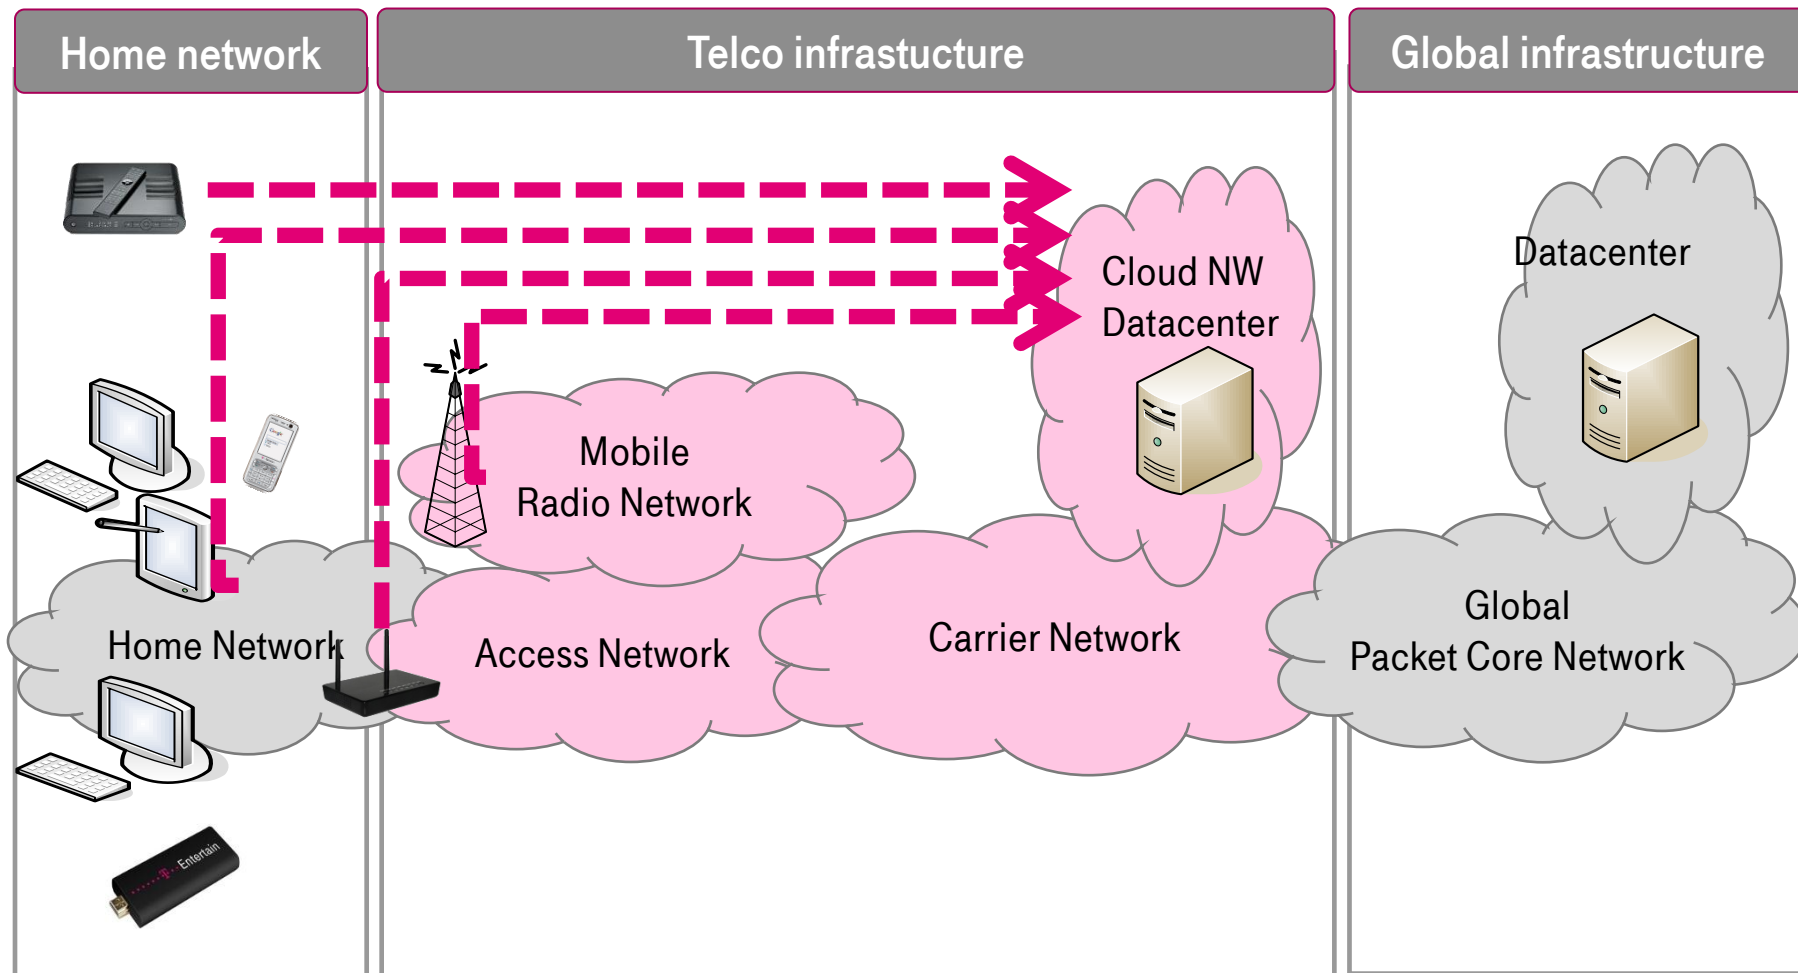 Home network
Telco infrastucture
Global infrastructure
Cloud NW
Datacenter
Datacenter
Mobile
Radio Network
Home Network
Access Network
Carrier Network
Global
Packet Core Network
Entertain